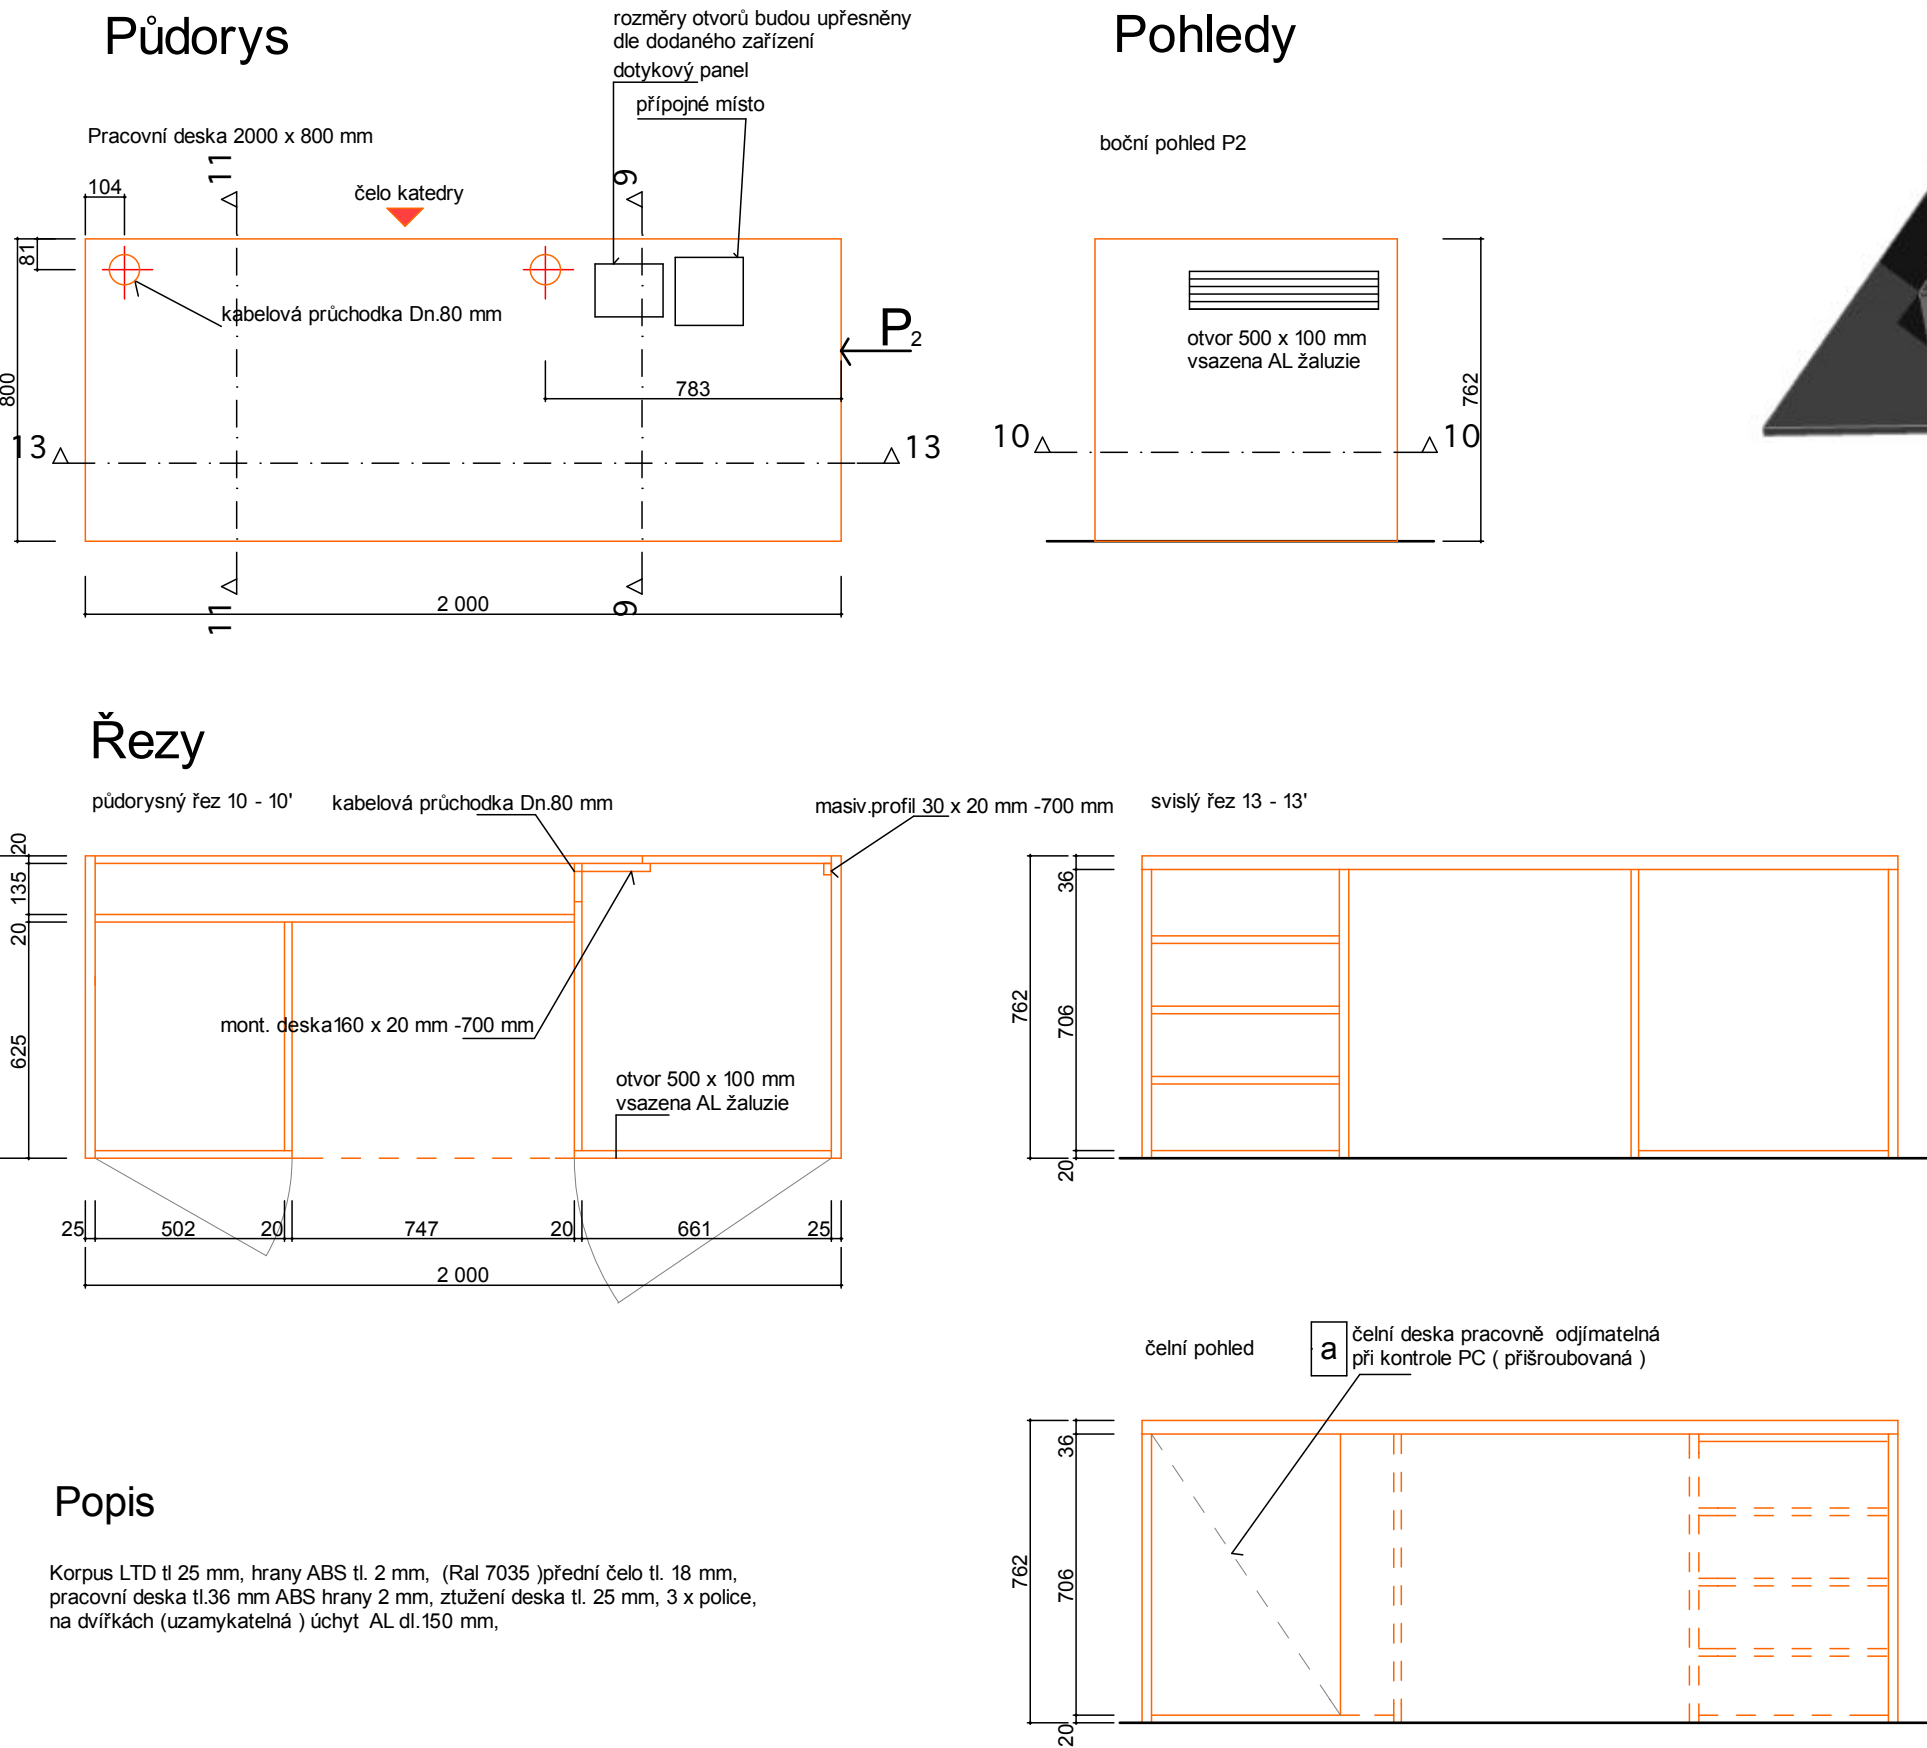 Půdorys
rozměry otvorů budou upřesněny
dle dodaného zařízení
dotykový panel
přípojné místo
Pracovní deska 2000 x 800 mm
11
9
čelo katedry
104
81
kabelová průchodka Dn.80 mm
P2
783
800
13
13
2 000
11
9
Pohledy
boční pohled P2
otvor 500 x 100 mm
vsazena AL žaluzie
762
10
10
Řezy
půdorysný řez 10 - 10'
kabelová průchodka Dn.80 mm
masiv.profil 30 x 20 mm -700 mm
20
135
20
625
mont. deska160 x 20 mm -700 mm
otvor 500 x 100 mm
vsazena AL žaluzie
25
502
20
747
20
661
25
2 000
svislý řez 13 - 13'
36
762
706
20
čelní pohled
a
čelní deska pracovně odjímatelná
při kontrole PC ( přišroubovaná )
36
762
706
20
Popis
Korpus LTD tl 25 mm, hrany ABS tl. 2 mm, (Ral 7035 )přední čelo tl. 18 mm,
pracovní deska tl.36 mm ABS hrany 2 mm, ztužení deska tl. 25 mm, 3 x police,
na dvířkách (uzamykatelná ) úchyt AL dl.150 mm,